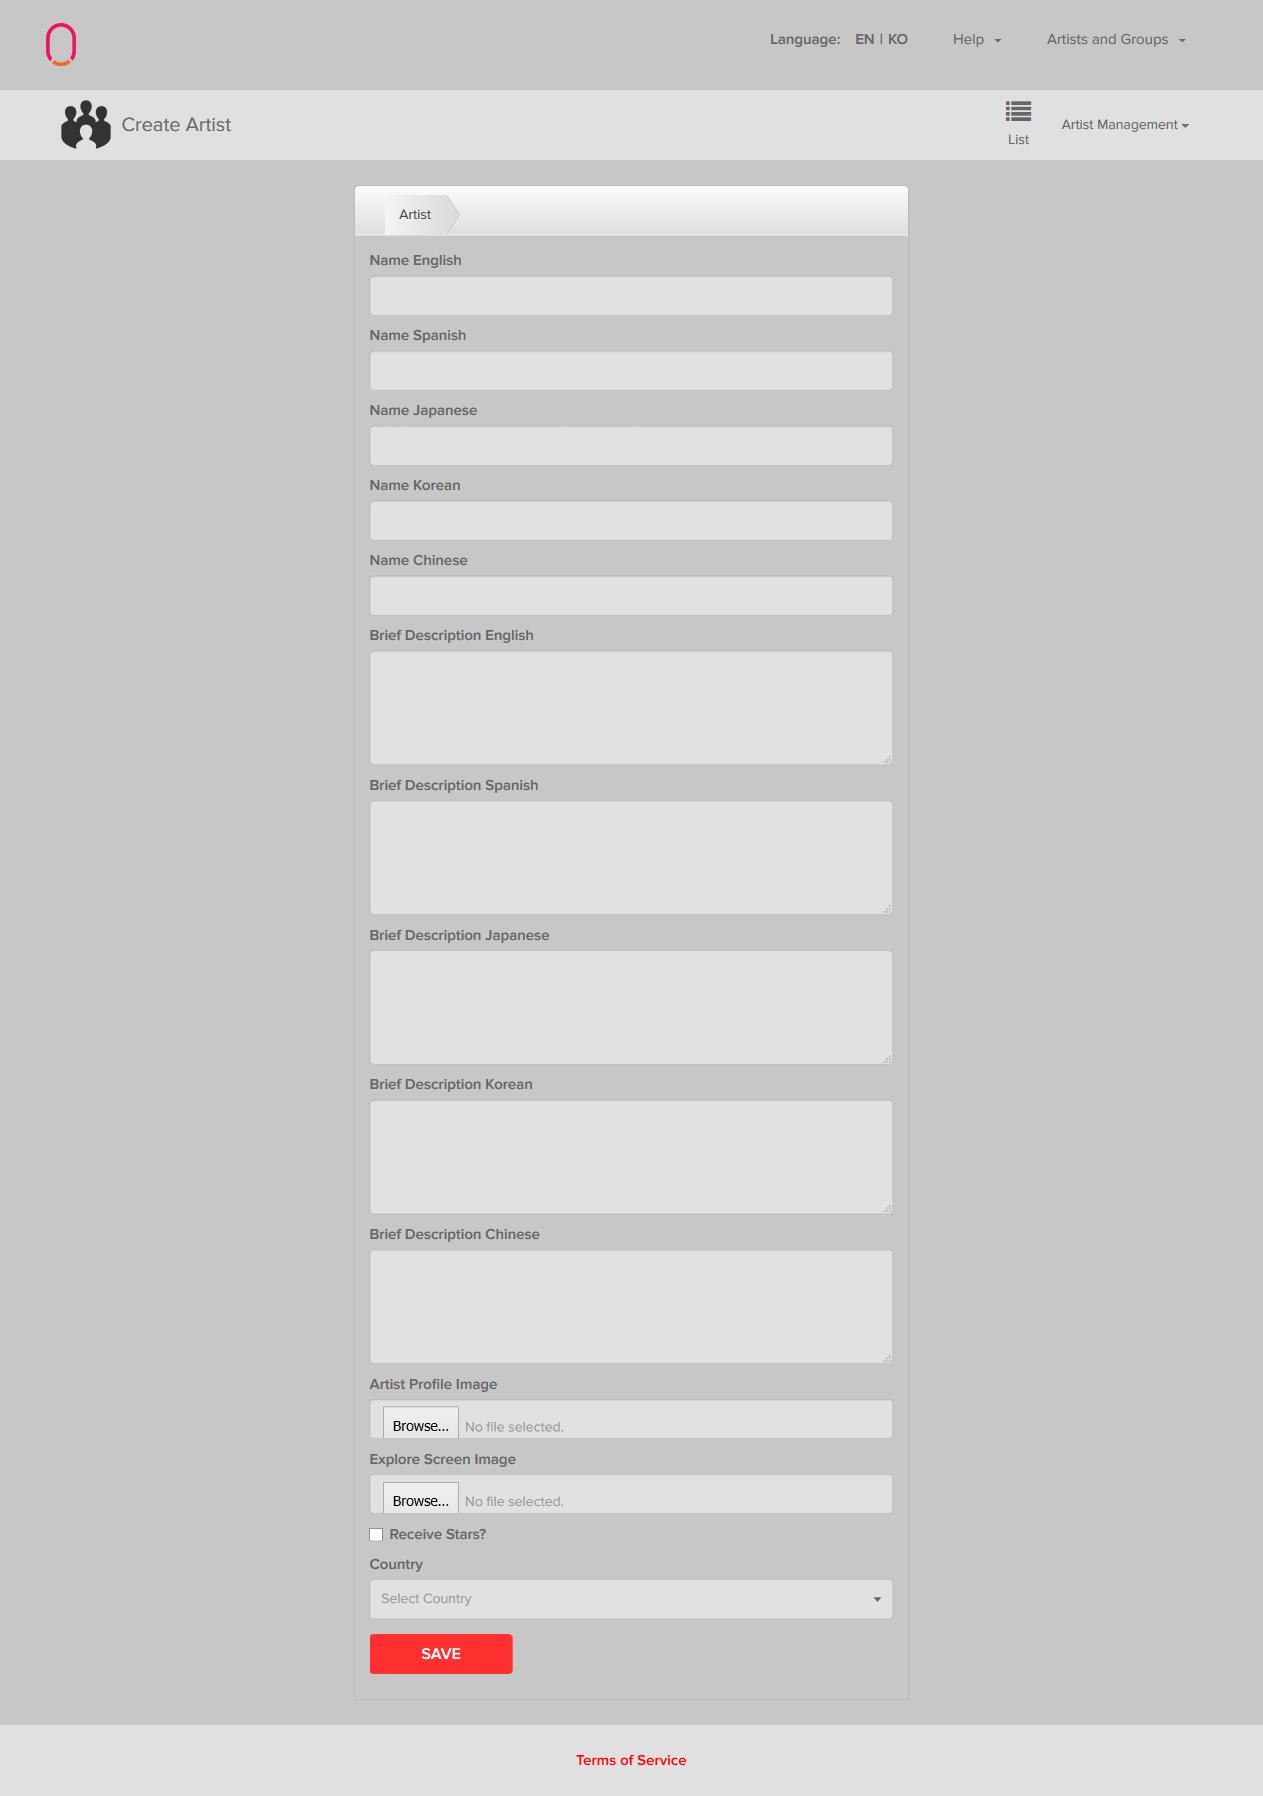 Language: EN | KO Help Artists and Groups
Create Artist
List
Artist Management
Artist
Name English
Name Spanish
Name Japanese
Name Korean
Name Chinese
Brief Description English
Brief Description Spanish
Brief Description Japanese
Brief Description Korean
Brief Description Chinese
Artist Profile Image
Browse... No file selected.
Explore Screen Image
Browse... No file selected.
Receive Stars?
Country
Select Country
SAVE
Terms of Service